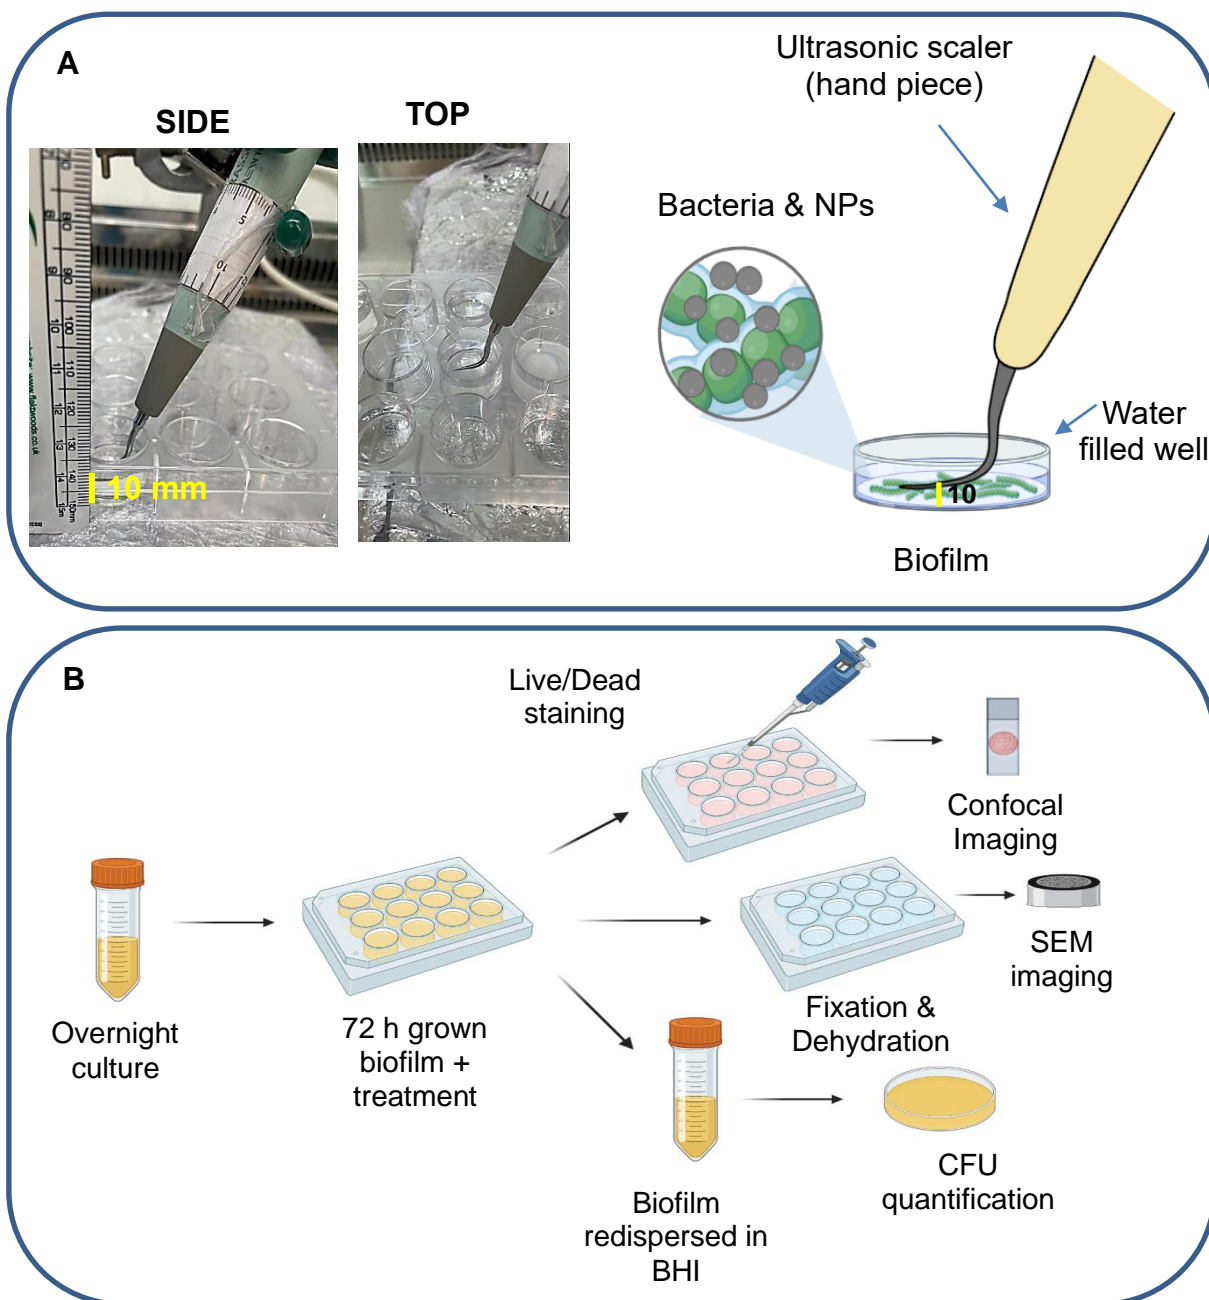 A
SIDE
TOP
Ultrasonic scaler
(hand piece)
Bacteria & NPs
Water
filled well
10 mm
10
Biofilm
B
Live/Dead
staining
Confocal
Imaging
SEM
imaging
Overnight
culture
72 h grown
biofilm +
treatment
Fixation &
Dehydration
Biofilm
redispersed in
BHI
CFU
quantification